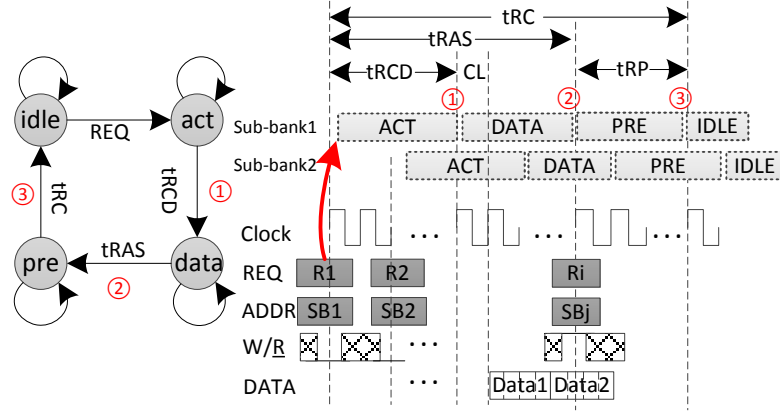 tRC
tRAS
tRCD CL tRP
① ② ③
idle REQ act
Sub-bank1 ACT DATA PRE IDLE
Sub-bank2 ACT DATA PRE IDLE
③ tRC tRCD ①
pre tRAS data
②
Clock ... ... ...
REQ R1 R2 Ri
ADDR SB1 SB2 SBj
W/R ...
DATA ... Data1 Data2